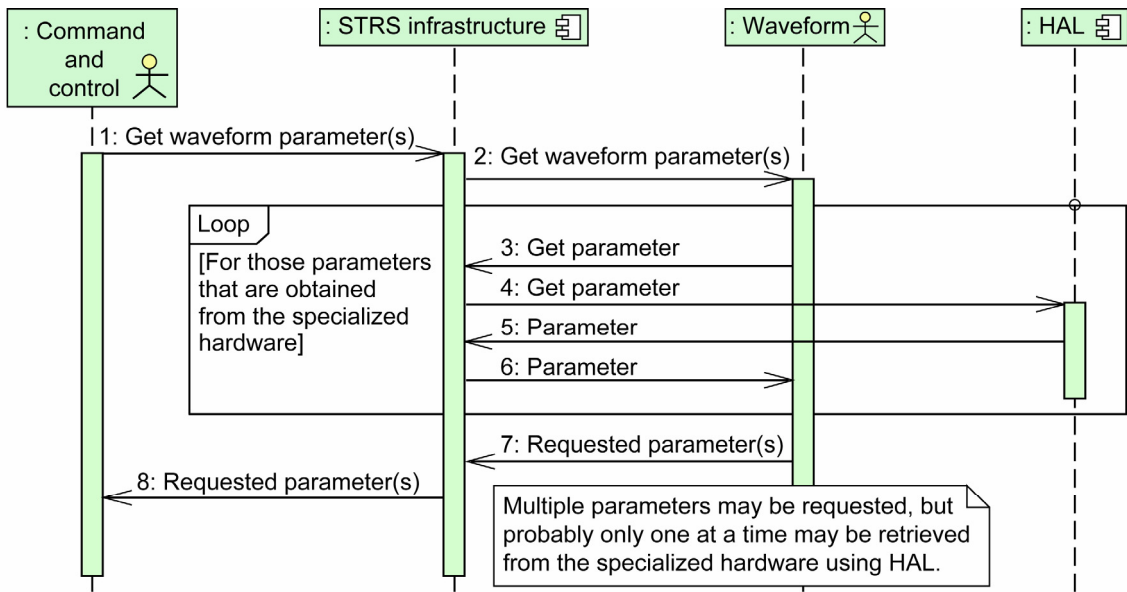 : Command
and
control
: STRS infrastructure
: Waveform
: HAL
1: Get waveform parameter(s)
2: Get waveform parameter(s)
Loop
[For those parameters
that are obtained
from the specialized
hardware]
3: Get parameter
4: Get parameter
5: Parameter
6: Parameter
7: Requested parameter(s)
8: Requested parameter(s)
Multiple parameters may be requested, but
probably only one at a time may be retrieved
from the specialized hardware using HAL.